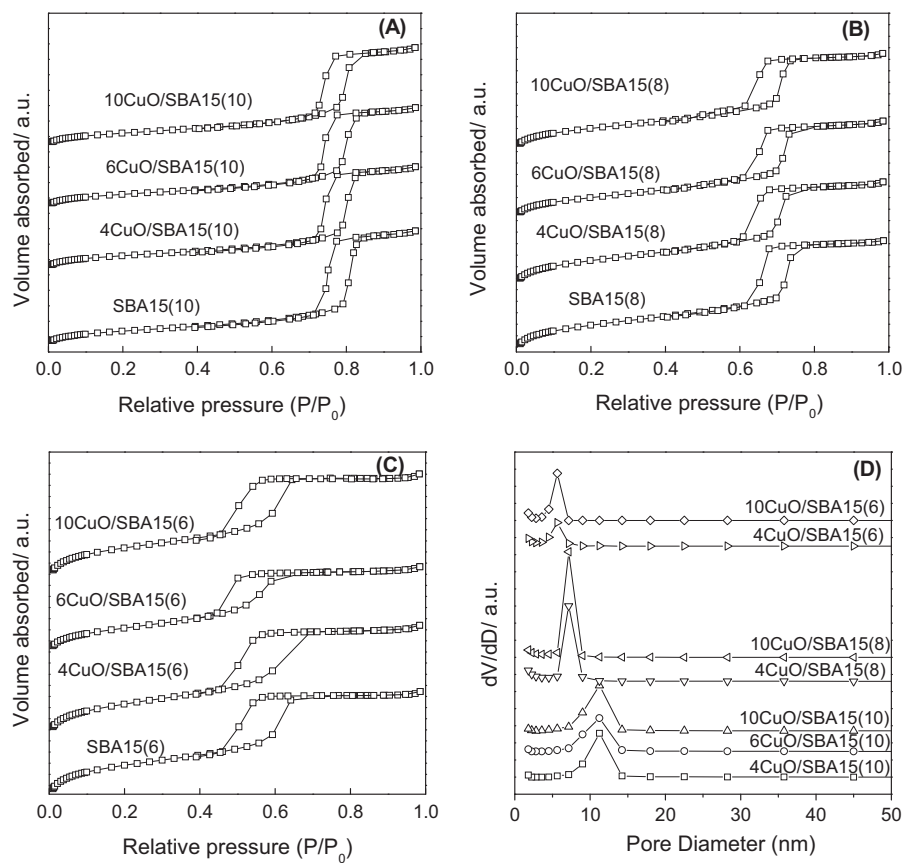 (A)
10CuO/SBA15(10)
6CuO/SBA15(10)
4CuO/SBA15(10)
SBA15(10)
Volume absorbed/ a.u.
0.0 0.2 0.4 0.6 0.8 1.0
Relative pressure (P/P0)
(B)
10CuO/SBA15(8)
6CuO/SBA15(8)
4CuO/SBA15(8)
SBA15(8)
Volume absorbed/ a.u.
0.0 0.2 0.4 0.6 0.8 1.0
Relative pressure (P/P0)
(C)
10CuO/SBA15(6)
6CuO/SBA15(6)
4CuO/SBA15(6)
SBA15(6)
Volume absorbed/ a.u.
0.0 0.2 0.4 0.6 0.8 1.0
Relative pressure (P/P0)
(D)
10CuO/SBA15(6)
4CuO/SBA15(6)
10CuO/SBA15(8)
4CuO/SBA15(8)
10CuO/SBA15(10)
6CuO/SBA15(10)
4CuO/SBA15(10)
dV/dD/ a.u.
0 10 20 30 40 50
Pore Diameter (nm)